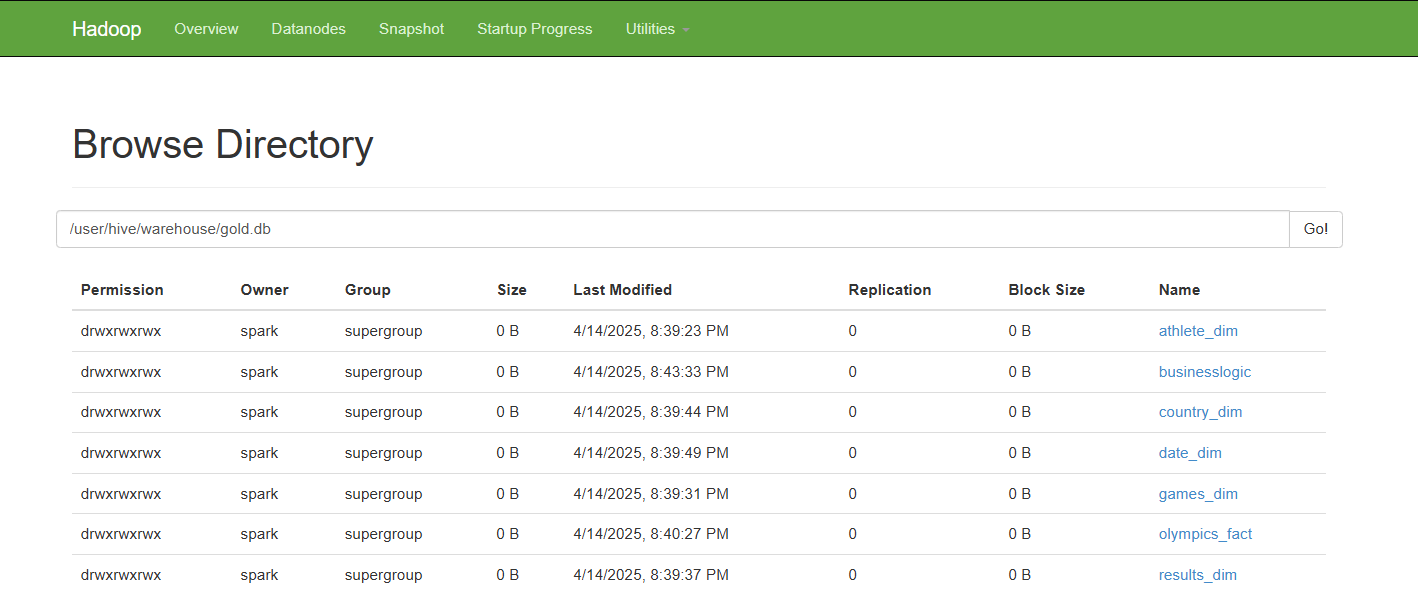 Hadoop Overview Datanodes Snapshot Startup Progress Utilities
Browse Directory
/user/hive/warehouse/gold.db Go!
Permission Owner Group Size Last Modified Replication Block Size Name
drwxrwxrwx spark supergroup 0 B 4/14/2025, 8:39:23 PM 0 0 B athlete_dim
drwxrwxrwx spark supergroup 0 B 4/14/2025, 8:43:33 PM 0 0 B businesslogic
drwxrwxrwx spark supergroup 0 B 4/14/2025, 8:39:44 PM 0 0 B country_dim
drwxrwxrwx spark supergroup 0 B 4/14/2025, 8:39:49 PM 0 0 B date_dim
drwxrwxrwx spark supergroup 0 B 4/14/2025, 8:39:31 PM 0 0 B games_dim
drwxrwxrwx spark supergroup 0 B 4/14/2025, 8:40:27 PM 0 0 B olympics_fact
drwxrwxrwx spark supergroup 0 B 4/14/2025, 8:39:37 PM 0 0 B results_dim